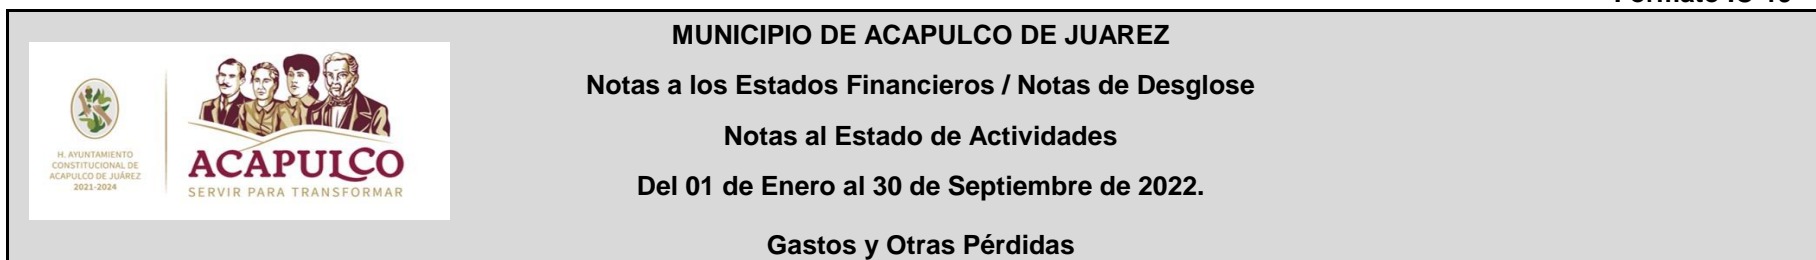 MUNICIPIO DE ACAPULCO DE JUAREZ
Notas a los Estados Financieros / Notas de Desglose
Notas al Estado de Actividades
Del 01 de Enero al 30 de Septiembre de 2022.
Gastos y Otras Pérdidas
H. AYUNTAMIENTO
CONSTITUCIONAL DE
ACAPULCO DE JUÁREZ
2021-2024
ACAPULCO
SERVIR PARA TRANSFORMAR